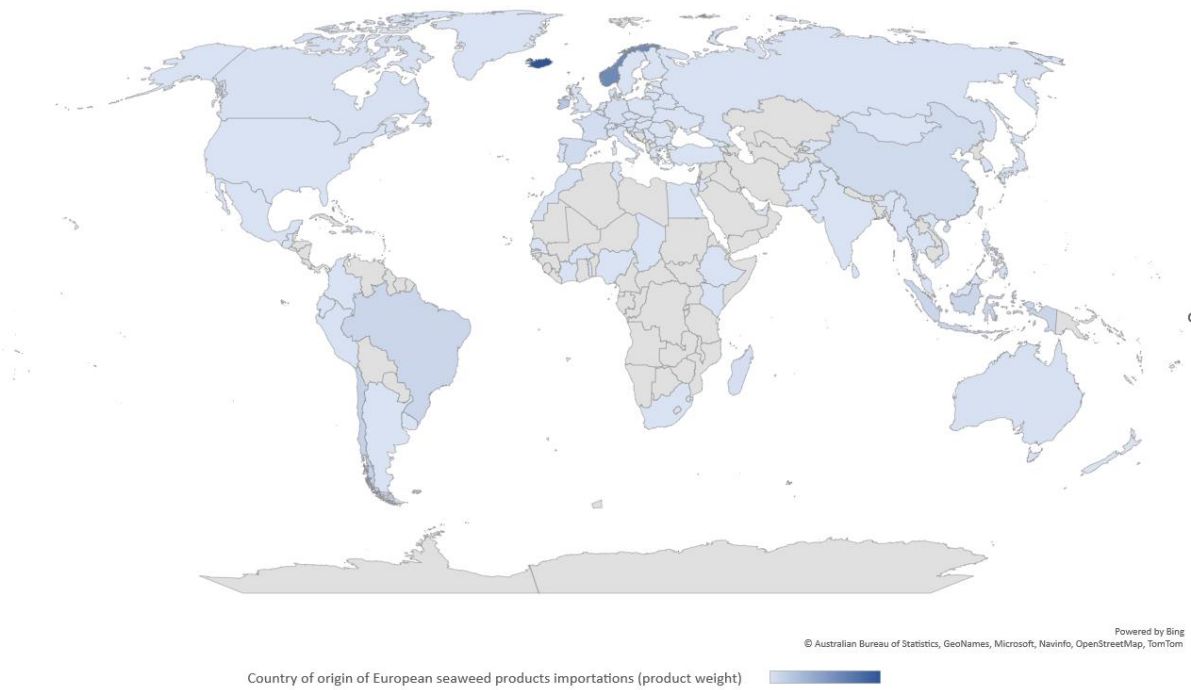 Powered by Bing
© Australian Bureau of Statistics, GeoNames, Microsoft, Navinfo, OpenStreetMap, TomTom
Country of origin of European seaweed products importations (product weight)